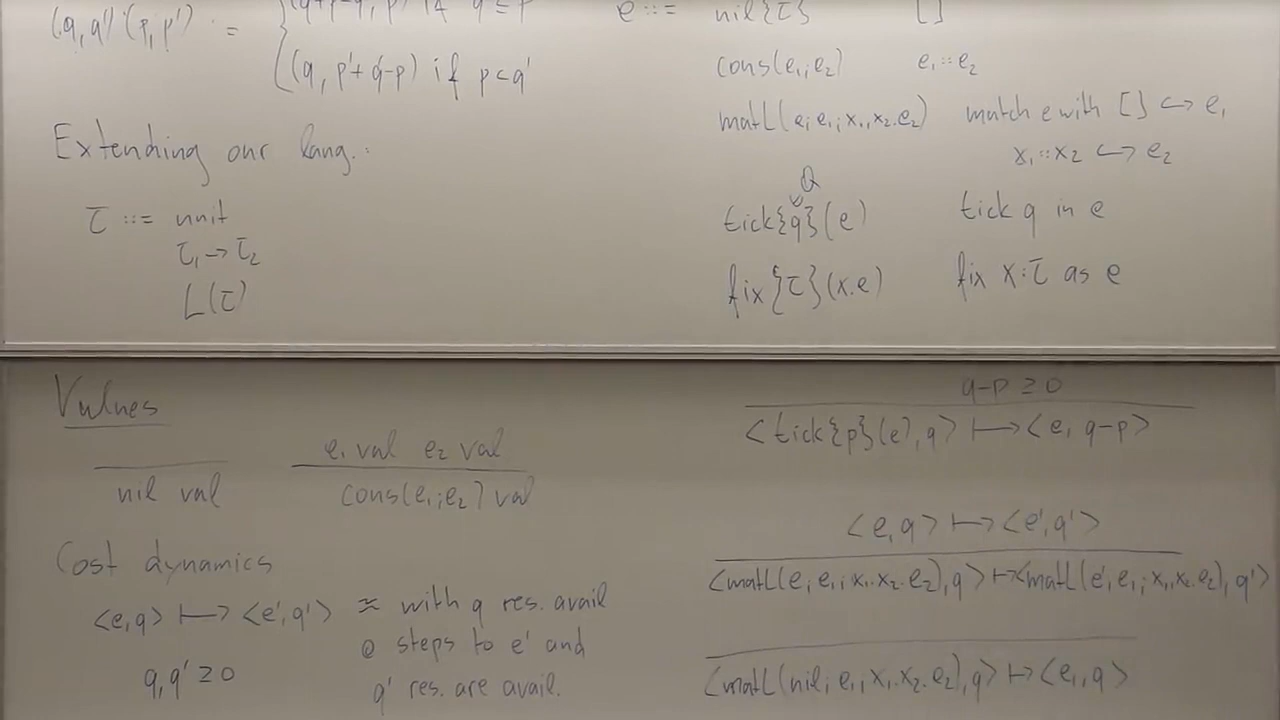 (q,q')·(p,p') = { (q+p-q', p') if q' ≤ p
(q, p'+q'-p) if p<q'
Extending our lang.:
τ ::= unit
τ₁→τ₂
L(τ)
e ::= nil{τ} []
cons(e₁;e₂) e₁::e₂
matL(e;e₁;x₁,x₂.e₂) match e with [] ↪ e₁
x₁::x₂ ↪ e₂
Q
tick{q}(e) tick q in e
fix{τ}(x.e) fix x:τ as e
Values
nil val
e₁ val e₂ val
cons(e₁;e₂) val
Cost dynamics
<e,q> ↦ <e',q'> ≈ with q res. avail
e steps to e' and
q,q' ≥0 q' res. are avail.
q-p ≥ 0
<tick{p}(e),q> ↦ <e, q-p>
<e,q> ↦ <e',q'>
<matL(e;e₁;x₁.x₂.e₂),q> ↦ <matL(e';e₁;x₁,x₂.e₂),q'>
<matL(nil;e₁;x₁.x₂.e₂),q> ↦ <e₁,q>